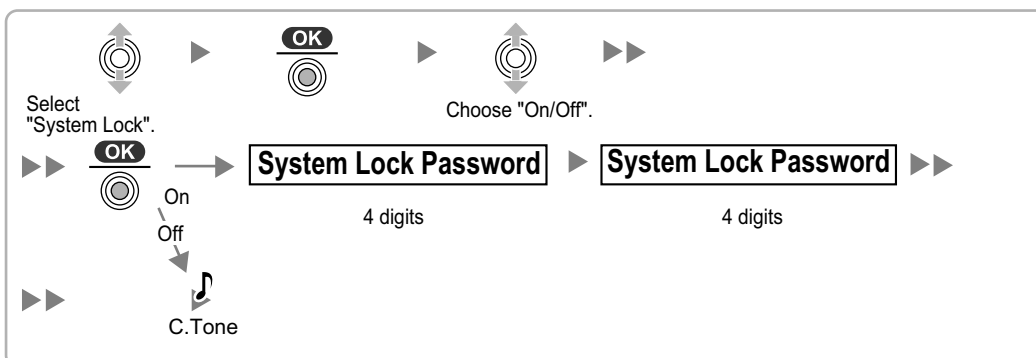 OK
Select
"System Lock".
Choose "On/Off".
OK
System Lock Password
System Lock Password
On
4 digits
4 digits
Off
C.Tone